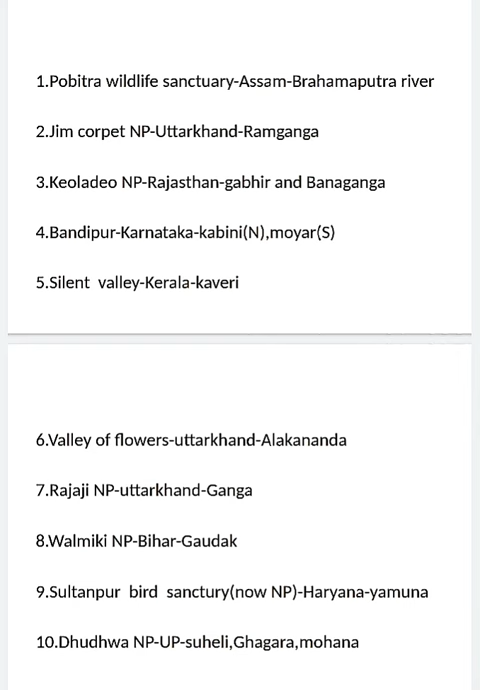 1.Pobitra wildlife sanctuary-Assam-Brahamaputra river
2.Jim corpet NP-Uttarkhand-Ramganga
3.Keoladeo NP-Rajasthan-gabhir and Banaganga
4.Bandipur-Karnataka-kabini(N),moyar(S)
5.Silent valley-Kerala-kaveri
6.Valley of flowers-uttarkhand-Alakananda
7.Rajaji NP-uttarkhand-Ganga
8.Walmiki NP-Bihar-Gaudak
9.Sultanpur bird sanctury(now NP)-Haryana-yamuna
10.Dhudhwa NP-UP-suheli,Ghagara,mohana